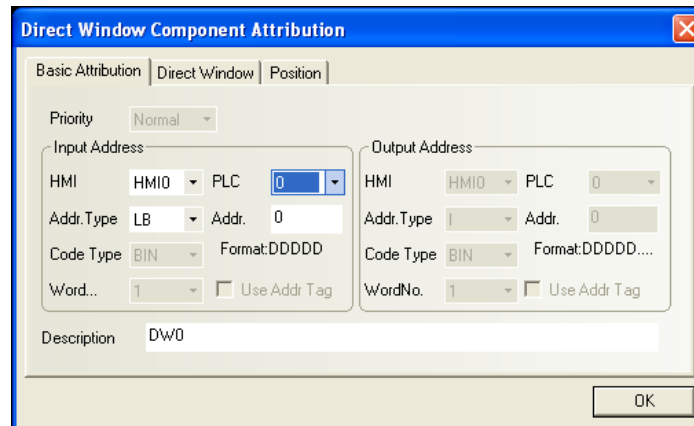 Direct Window Component Attribution
Basic Attribution Direct Window Position
Priority Normal
Input Address Output Address
HMI HMI0 PLC 0 HMI HMI0 PLC 0
Addr.Type LB Addr. 0 Addr.Type I Addr. 0
Code Type BIN Format:DDDDD Code Type BIN Format:DDDDD....
Word... 1 Use Addr Tag WordNo. 1 Use Addr Tag
Description DW0
OK